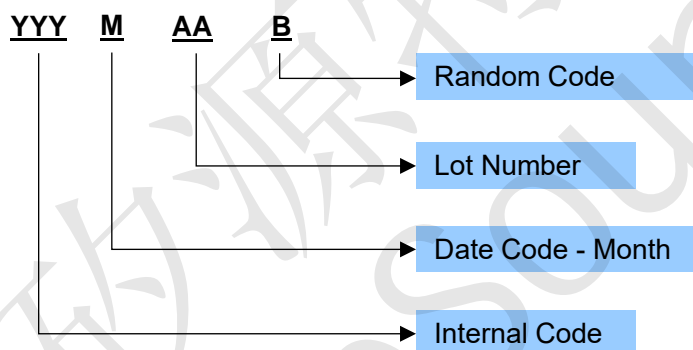 YYY M AA B
Random Code
Lot Number
Date Code - Month
Internal Code